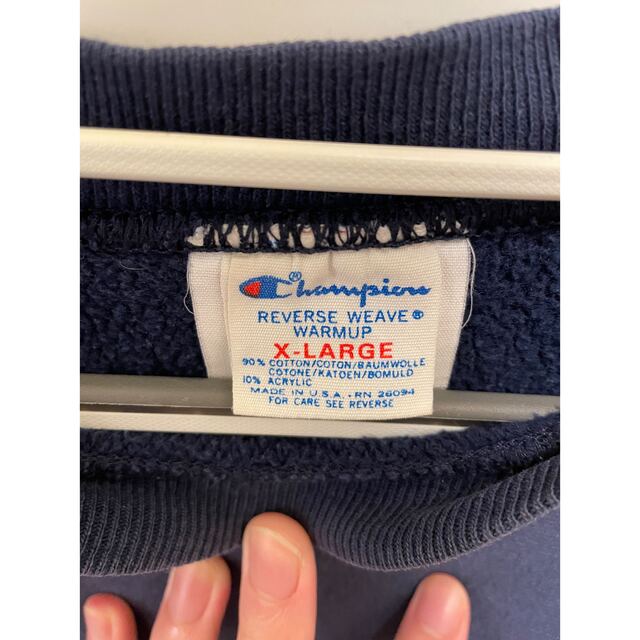 Champion®
REVERSE WEAVE®
WARMUP
X-LARGE
90% COTTON/COTON/BAUMWOLLE
COTONE/KATOEN/BOMULD
10% ACRYLIC
MADE IN U.S.A. RN 26094
FOR CARE SEE REVERSE